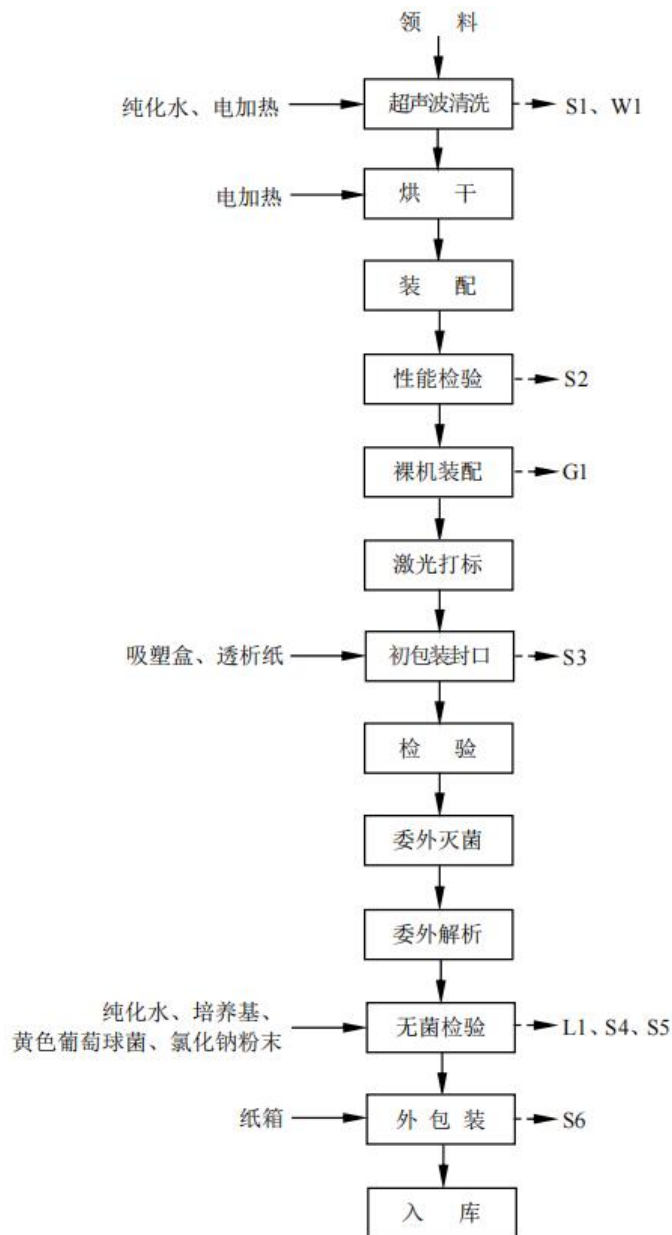 领 料
纯化水、电加热
超声波清洗
S1、W1
电加热
烘 干
装 配
性能检验
S2
裸机装配
G1
激光打标
吸塑盒、透析纸
初包装封口
S3
检 验
委外灭菌
委外解析
纯化水、培养基、
黄色葡萄球菌、氯化钠粉末
无菌检验
L1、S4、S5
纸箱
外 包 装
S6
入 库